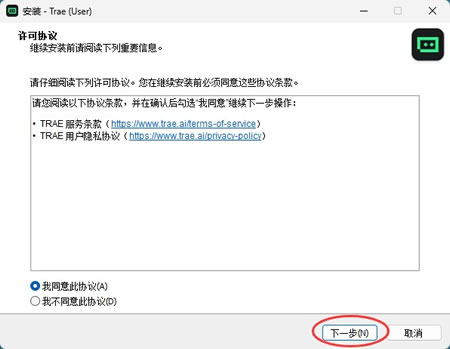 安装 - Trae (User)
许可协议
继续安装前请阅读下列重要信息。
请仔细阅读下列许可协议。您在继续安装前必须同意这些协议条款。
请您阅读以下协议条款，并在确认后勾选“我同意”继续下一步操作：
• TRAE 服务条款（https://www.trae.ai/terms-of-service）
• TRAE 用户隐私协议（https://www.trae.ai/privacy-policy）
我同意此协议(A)
我不同意此协议(D)
下一步(N) 取消